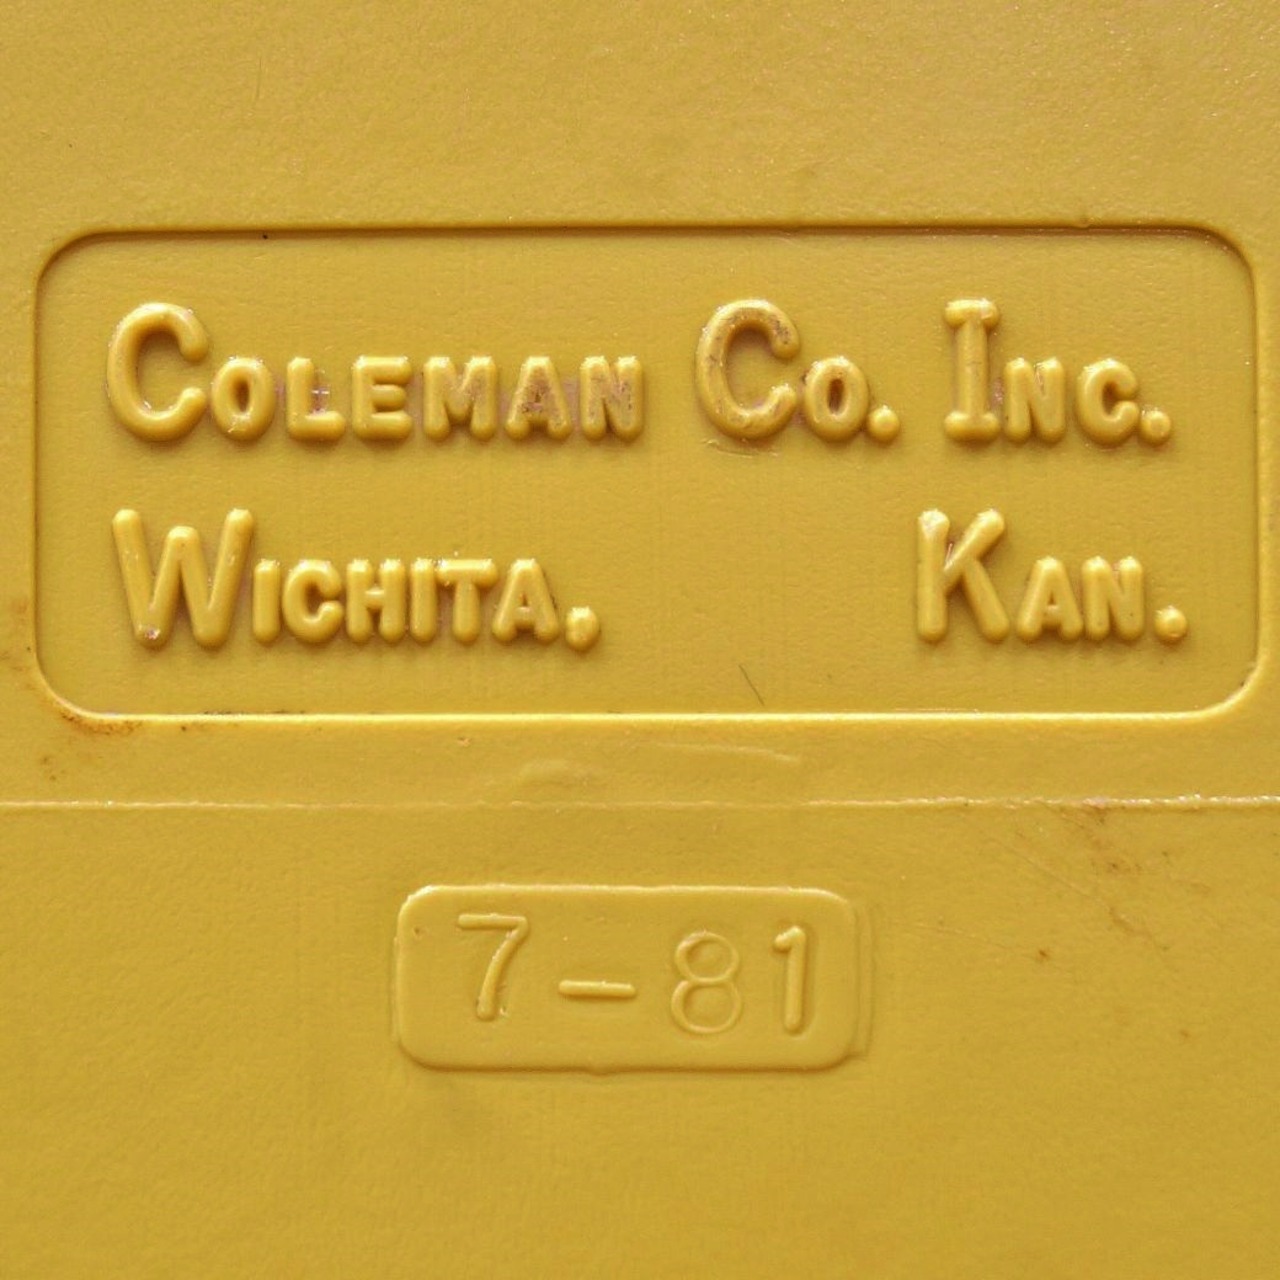 COLEMAN CO. INC.
WICHITA, KAN.
7-81